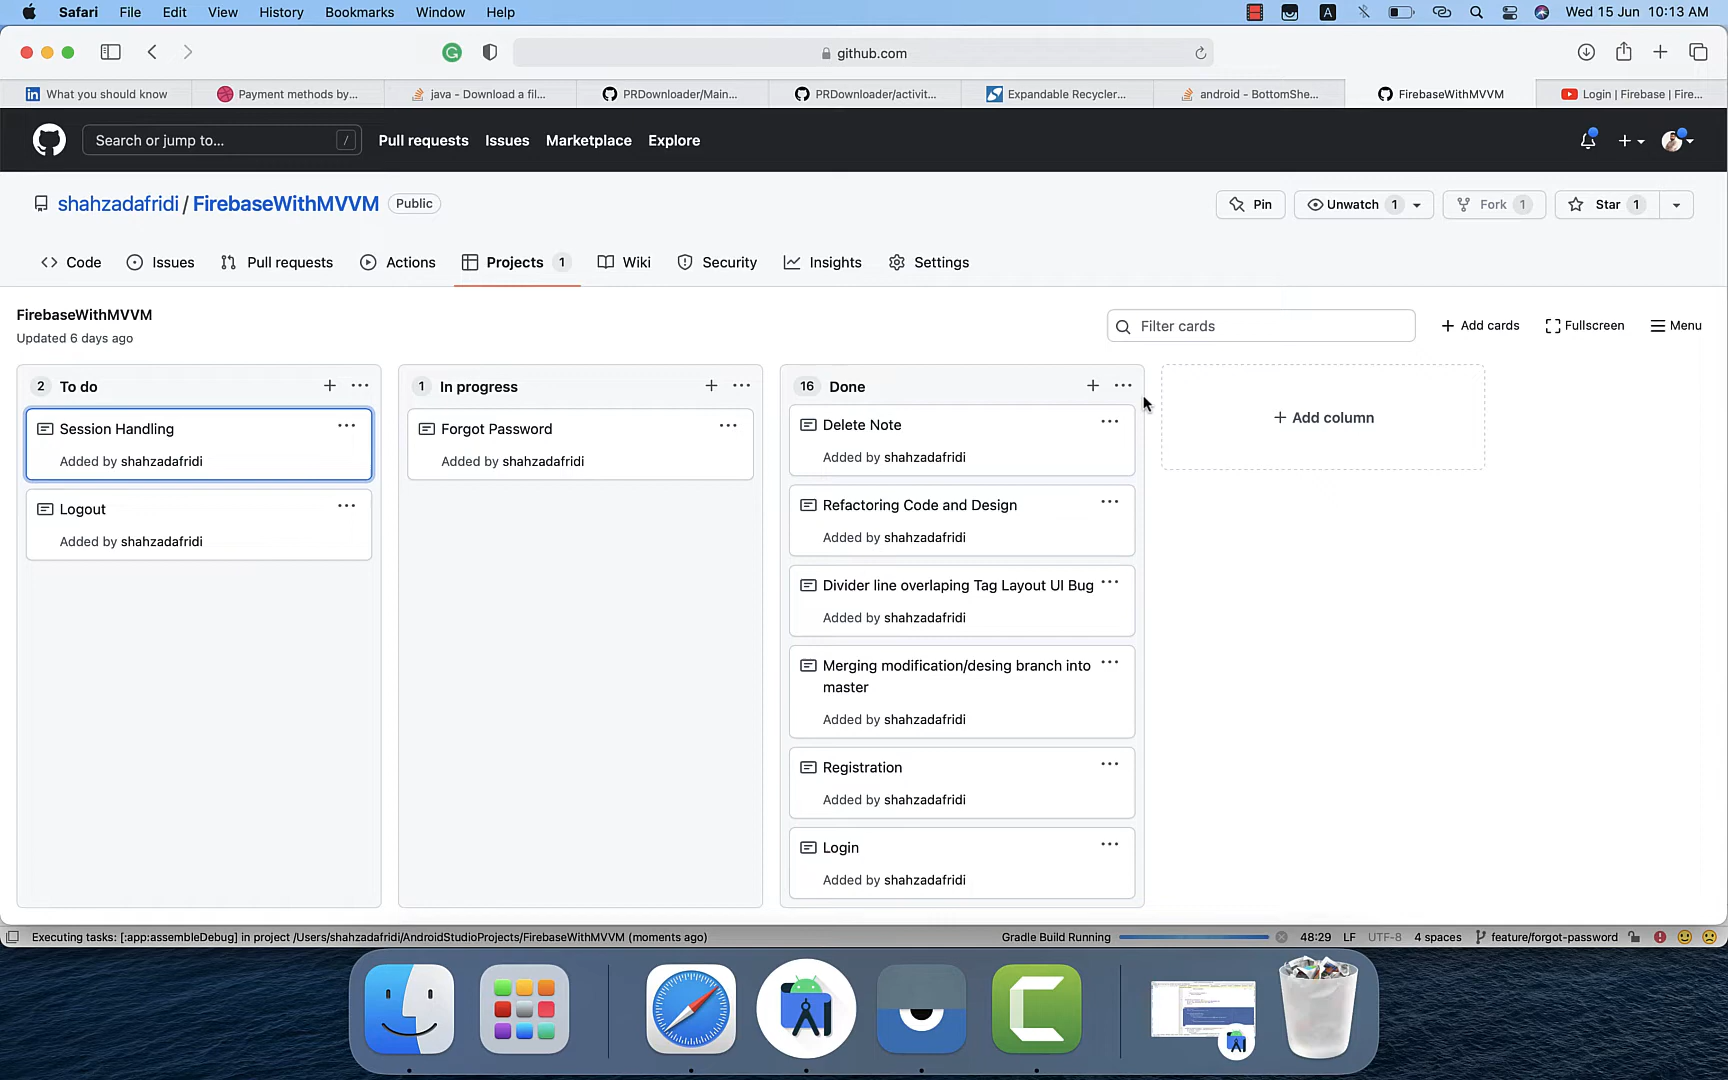 Safari File Edit View History Bookmarks Window Help
A Wed 15 Jun 10:13 AM
github.com
What you should know
Payment methods by...
java - Download a fil...
PRDownloader/Main...
PRDownloader/activit...
Expandable Recycler...
android - BottomShe...
FirebaseWithMVVM
Login | Firebase | Fire...
Search or jump to... /
Pull requests Issues Marketplace Explore
shahzadafridi / FirebaseWithMVVM Public
Pin Unwatch 1 Fork 1 Star 1
Code Issues Pull requests Actions Projects 1 Wiki Security Insights Settings
FirebaseWithMVVM
Updated 6 days ago
Filter cards
+ Add cards Fullscreen Menu
2 To do + ...
Session Handling ...
Added by shahzadafridi
Logout ...
Added by shahzadafridi
1 In progress + ...
Forgot Password ...
Added by shahzadafridi
16 Done + ...
Delete Note ...
Added by shahzadafridi
Refactoring Code and Design ...
Added by shahzadafridi
Divider line overlaping Tag Layout UI Bug ...
Added by shahzadafridi
Merging modification/desing branch into ...
master
Added by shahzadafridi
Registration ...
Added by shahzadafridi
Login ...
Added by shahzadafridi
+ Add column
Executing tasks: [:app:assembleDebug] in project /Users/shahzadafridi/AndroidStudioProjects/FirebaseWithMVVM (moments ago)
Gradle Build Running 48:29 LF UTF-8 4 spaces feature/forgot-password